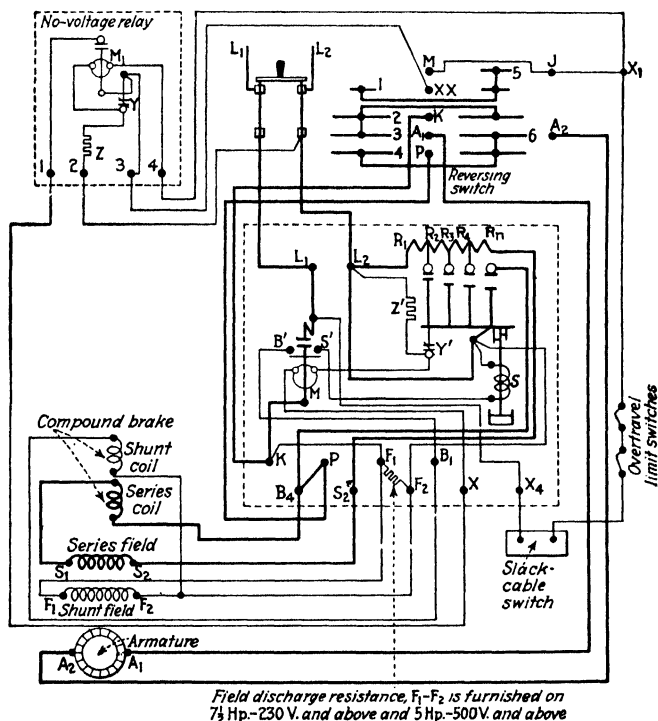 No-voltage relay
L1 L2
M J X1
M1
1 XX 5
Y
2 K
3 A1 6 A2
Z
4 P
1 2 3 4
Reversing
switch
R1 R2 R3 R4 Rn
L1 L2
Z'
B' S'
Y'
M
S
Overtravel
limit switches
Compound brake
Shunt
coil
Series
coil
K P F1 B1
B4 S2 F2 X X4
Series field
S1 S2
Slack-
cable
switch
F1 Shunt field F2
Armature
A2 A1
Field discharge resistance, F1-F2 is furnished on
7½ Hp.-230 V. and above and 5 Hp.-500 V. and above